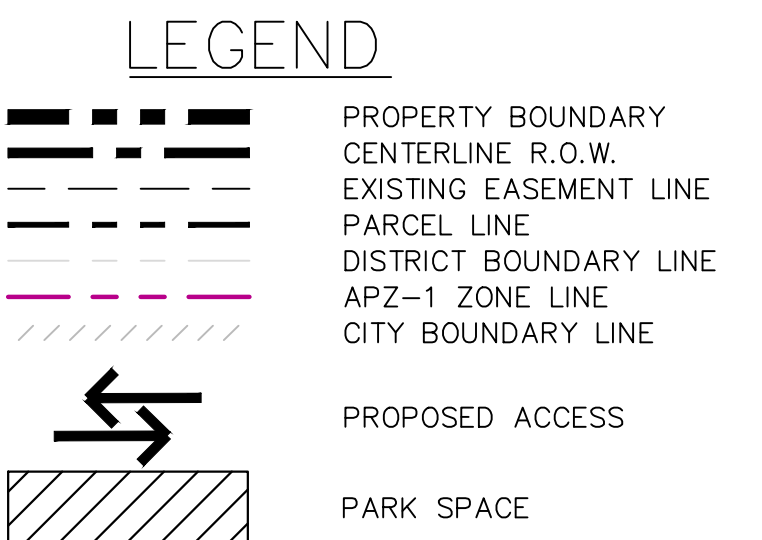 LEGEND
PROPERTY BOUNDARY
CENTERLINE R.O.W.
EXISTING EASEMENT LINE
PARCEL LINE
DISTRICT BOUNDARY LINE
APZ-1 ZONE LINE
CITY BOUNDARY LINE
PROPOSED ACCESS
PARK SPACE